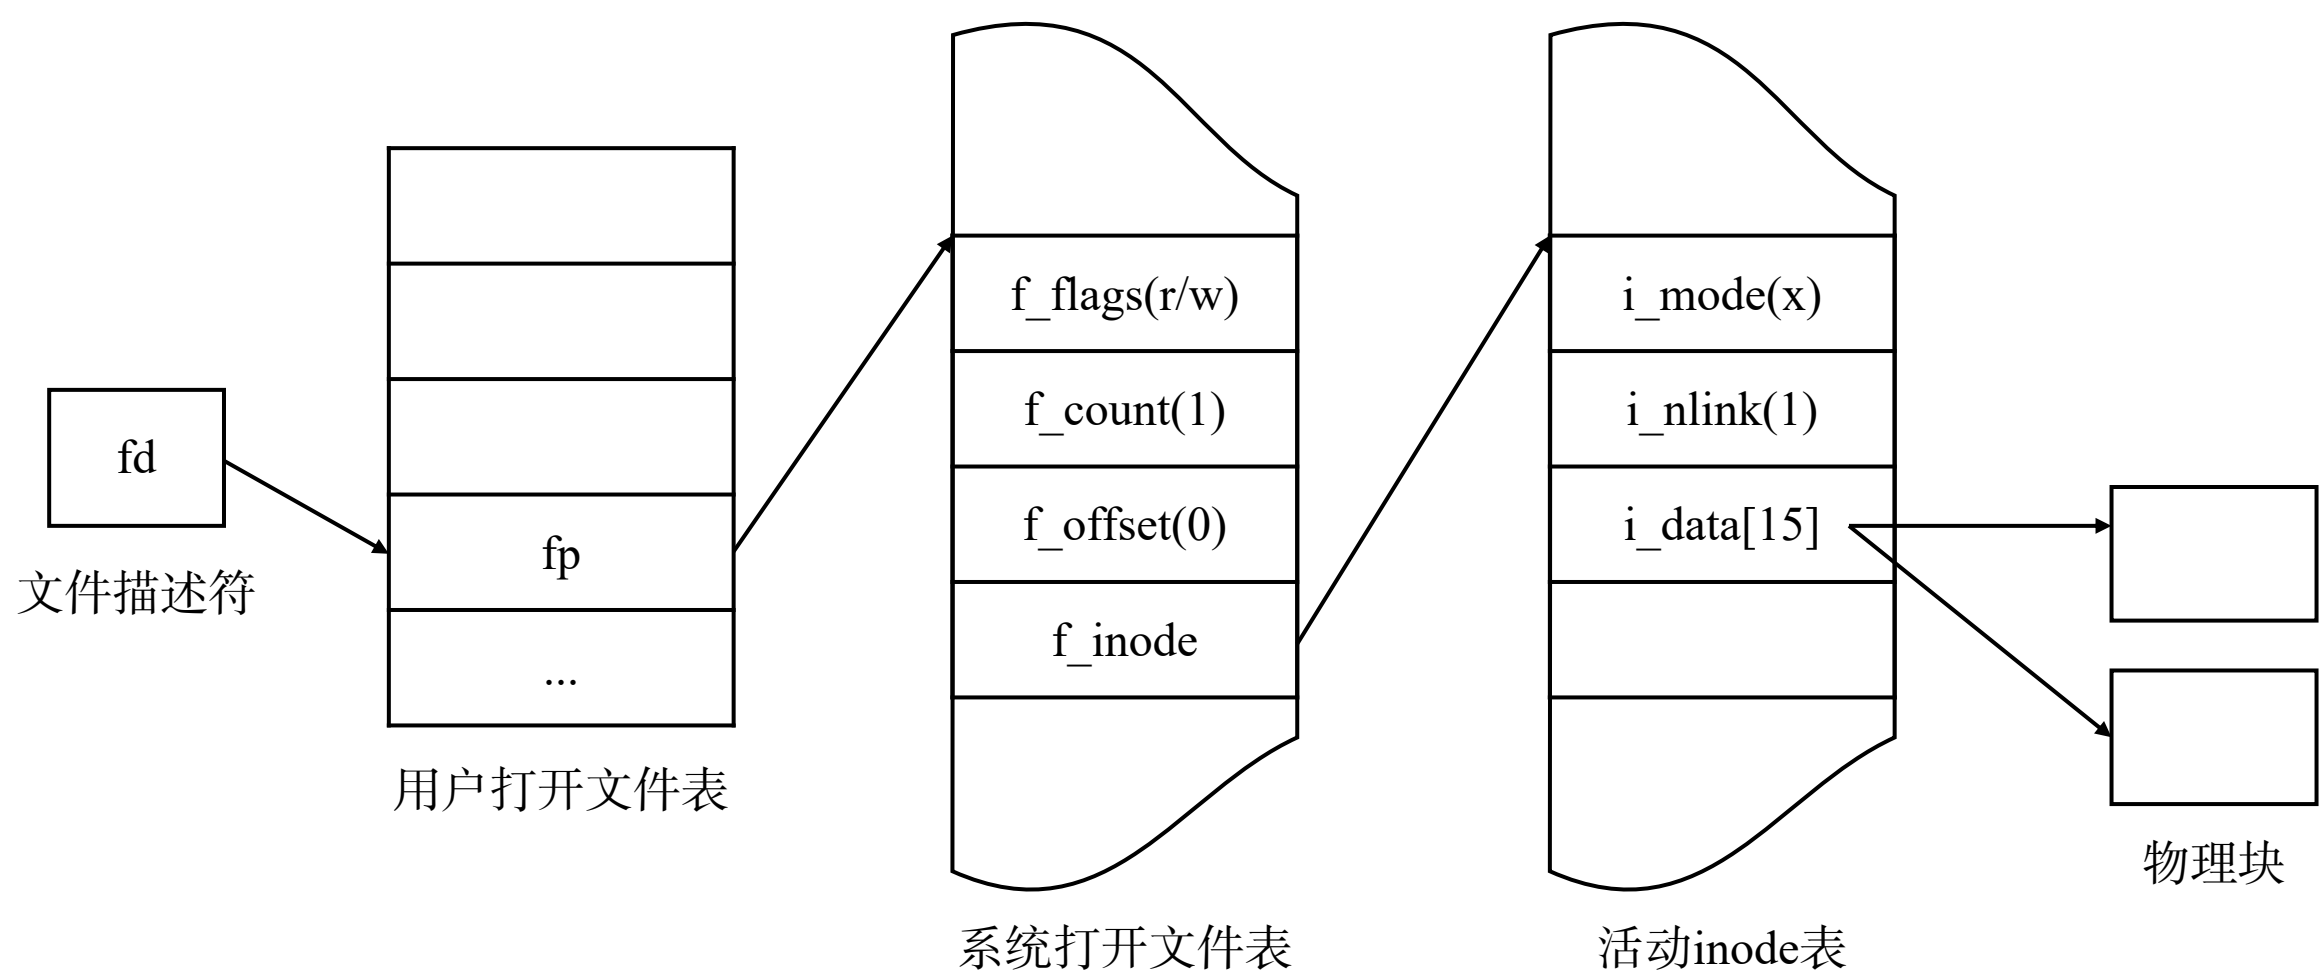 fd
文件描述符
fp
...
用户打开文件表
f_flags(r/w)
f_count(1)
f_offset(0)
f_inode
系统打开文件表
i_mode(x)
i_nlink(1)
i_data[15]
活动inode表
物理块